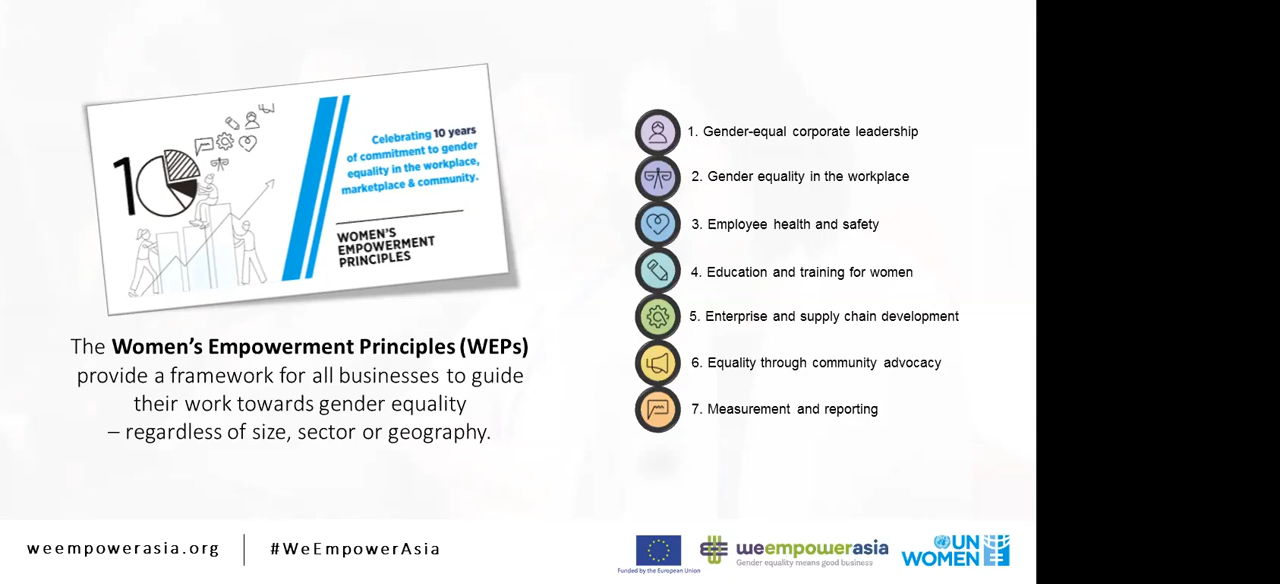 10
Celebrating 10 years
of commitment to gender
equality in the workplace,
marketplace & community.
WOMEN'S
EMPOWERMENT
PRINCIPLES
The Women's Empowerment Principles (WEPs)
provide a framework for all businesses to guide
their work towards gender equality
– regardless of size, sector or geography.
1. Gender-equal corporate leadership
2. Gender equality in the workplace
3. Employee health and safety
4. Education and training for women
5. Enterprise and supply chain development
6. Equality through community advocacy
7. Measurement and reporting
weempowerasia.org
#WeEmpowerAsia
Funded by the European Union
weempowerasia
Gender equality means good business
UN
WOMEN